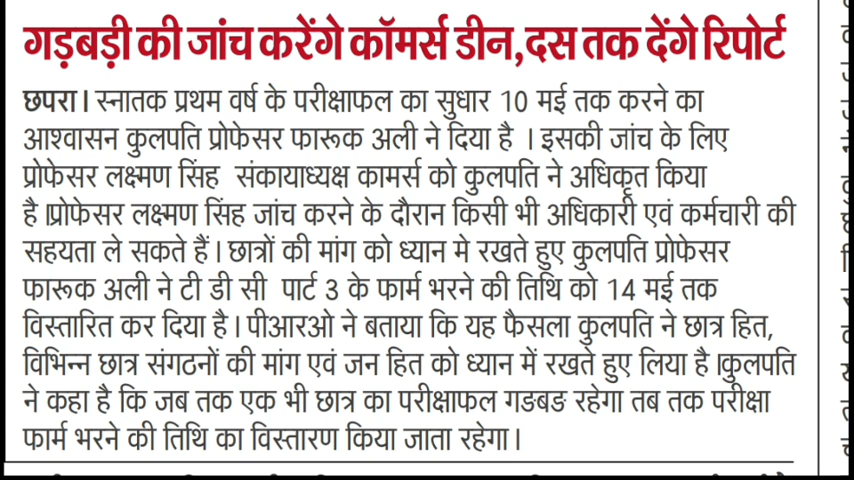 गड़बड़ी की जांच करेंगे कॉमर्स डीन,दस तक देंगे रिपोर्ट
छपरा। स्नातक प्रथम वर्ष के परीक्षाफल का सुधार 10 मई तक करने का
आश्वासन कुलपति प्रोफेसर फारूक अली ने दिया है । इसकी जांच के लिए
प्रोफेसर लक्ष्मण सिंह संकायाध्यक्ष कामर्स को कुलपति ने अधिकृत किया
है ।प्रोफेसर लक्ष्मण सिंह जांच करने के दौरान किसी भी अधिकारी एवं कर्मचारी की
सहयता ले सकते हैं। छात्रों की मांग को ध्यान मे रखते हुए कुलपति प्रोफेसर
फारूक अली ने टी डी सी पार्ट 3 के फार्म भरने की तिथि को 14 मई तक
विस्तारित कर दिया है। पीआरओ ने बताया कि यह फैसला कुलपति ने छात्र हित,
विभिन्न छात्र संगठनों की मांग एवं जन हित को ध्यान में रखते हुए लिया है ।कुलपति
ने कहा है कि जब तक एक भी छात्र का परीक्षाफल गङबङ रहेगा तब तक परीक्षा
फार्म भरने की तिथि का विस्तारण किया जाता रहेगा।